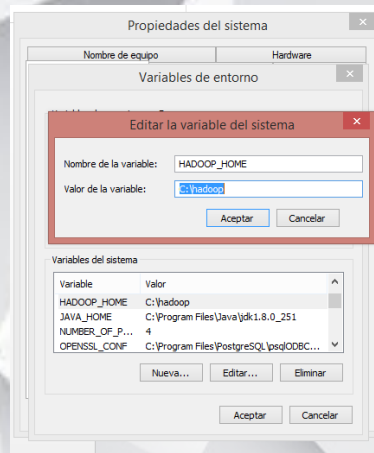 Propiedades del sistema
Nombre de equipo Hardware
Variables de entorno
Editar la variable del sistema
Nombre de la variable: HADOOP_HOME
Valor de la variable: C:\hadoop
Aceptar Cancelar
Variables del sistema
Variable Valor
HADOOP_HOME C:\hadoop
JAVA_HOME C:\Program Files\Java\jdk1.8.0_251
NUMBER_OF_P... 4
OPENSSL_CONF C:\Program Files\PostgreSQL\psqlODBC...
Nueva... Editar... Eliminar
Aceptar Cancelar